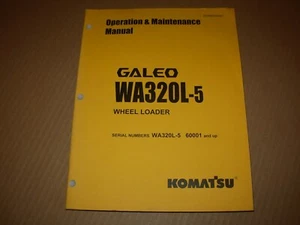 Operation & Maintenance
Manual
GALEO
WA320L-5
WHEEL LOADER
SERIAL NUMBERS WA320L-5 60001 and up
KOMATSU